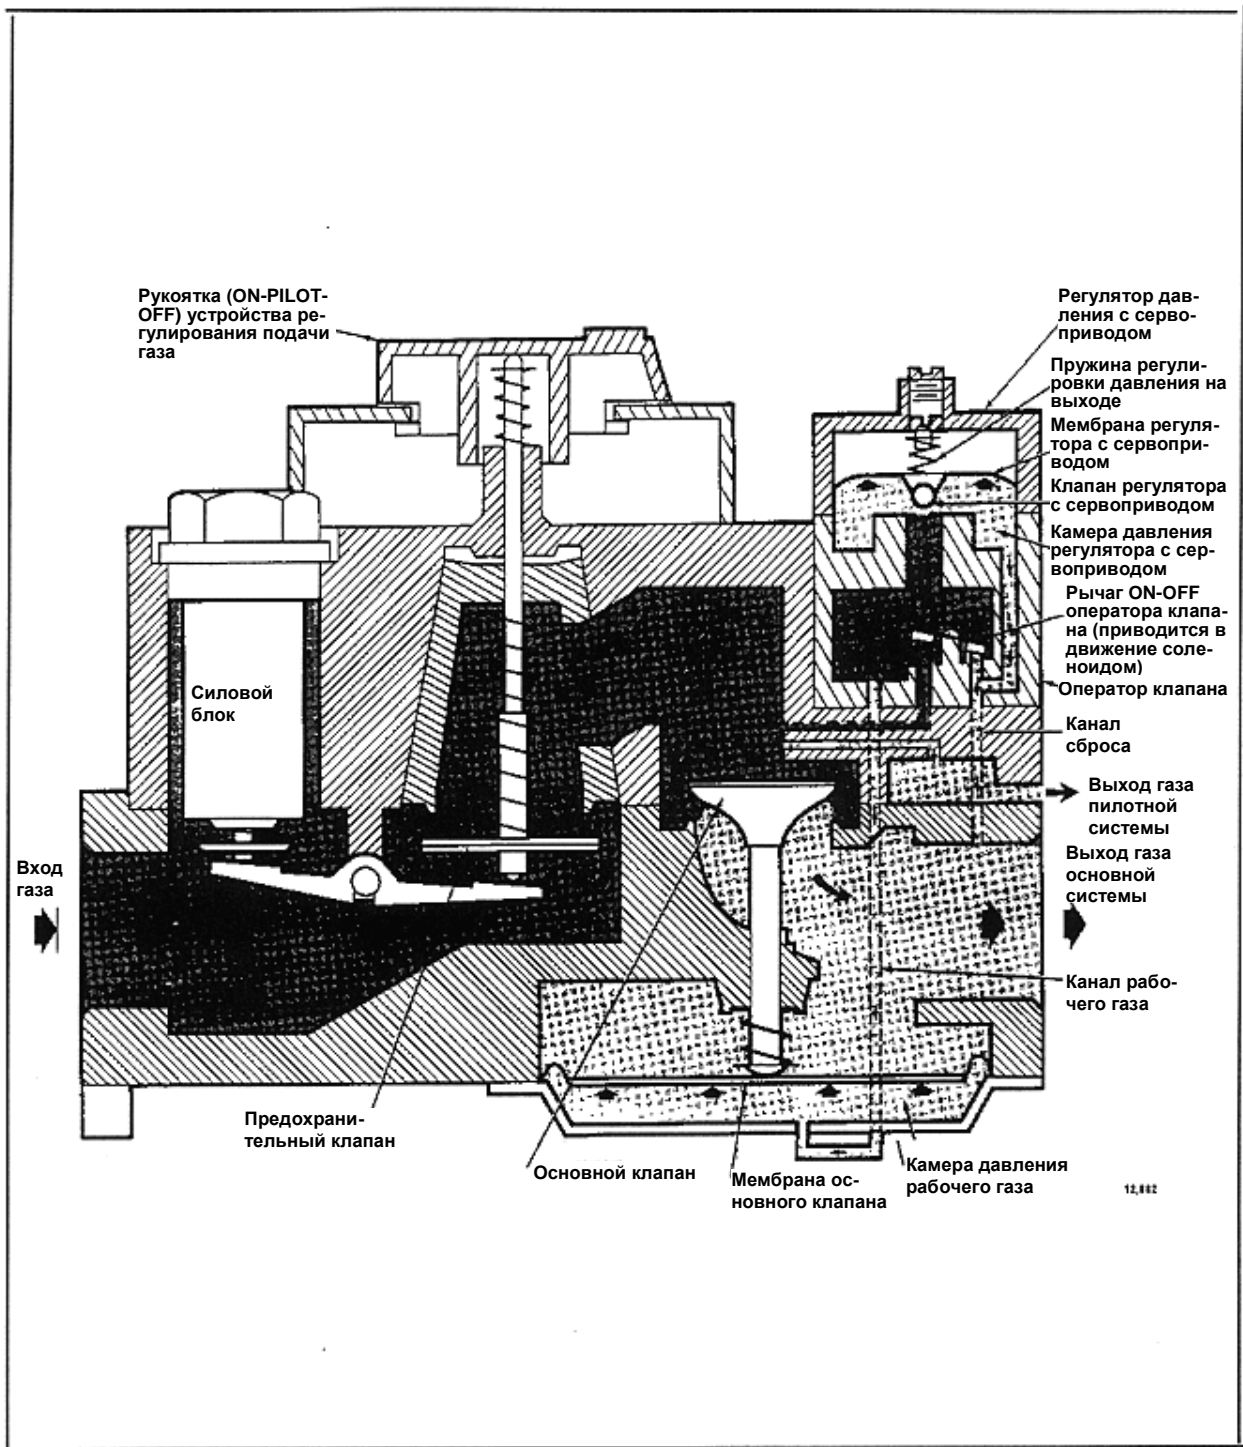 Рукоятка (ON-PILOT-
OFF) устройства ре-
гулирования подачи
газа
Регулятор дав-
ления с серво-
приводом
Пружина регули-
ровки давления на
выходе
Мембрана регуля-
тора с сервопри-
водом
Клапан регулятора
с сервоприводом
Камера давления
регулятора с сер-
воприводом
Рычаг ON-OFF
оператора клапа-
на (приводится в
движение соле-
ноидом)
Оператор клапана
Силовой
блок
Канал
сброса
Выход газа
пилотной
системы
Вход
газа
Выход газа
основной
системы
Канал рабо-
чего газа
Предохрани-
тельный клапан
Основной клапан
Мембрана ос-
новного клапана
Камера давления
рабочего газа